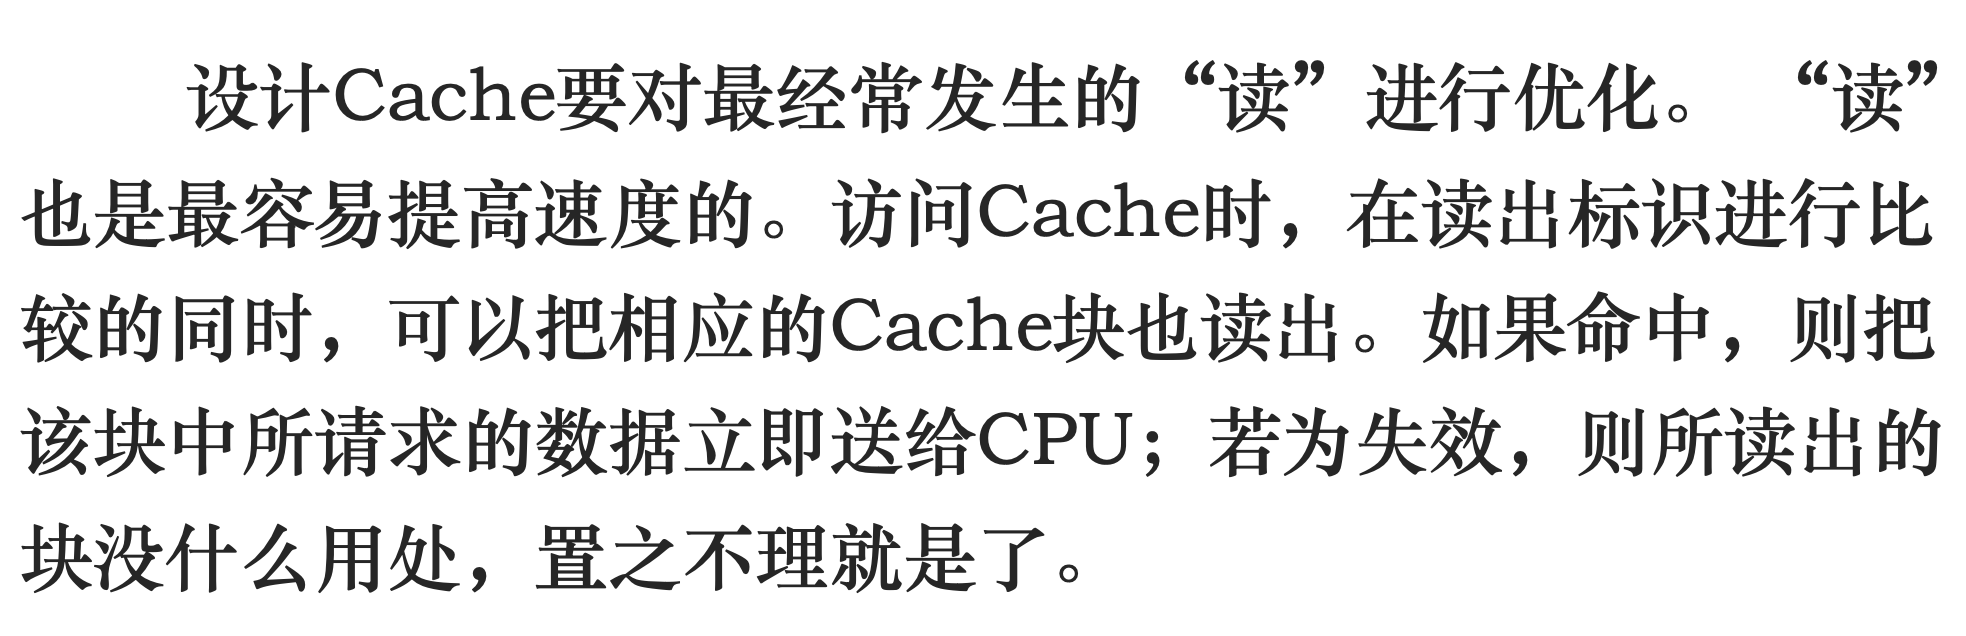 设计Cache要对最经常发生的“读”进行优化。 “读”
也是最容易提高速度的。访问Cache时，在读出标识进行比
较的同时，可以把相应的Cache块也读出。如果命中，则把
该块中所请求的数据立即送给CPU；若为失效，则所读出的
块没什么用处，置之不理就是了。